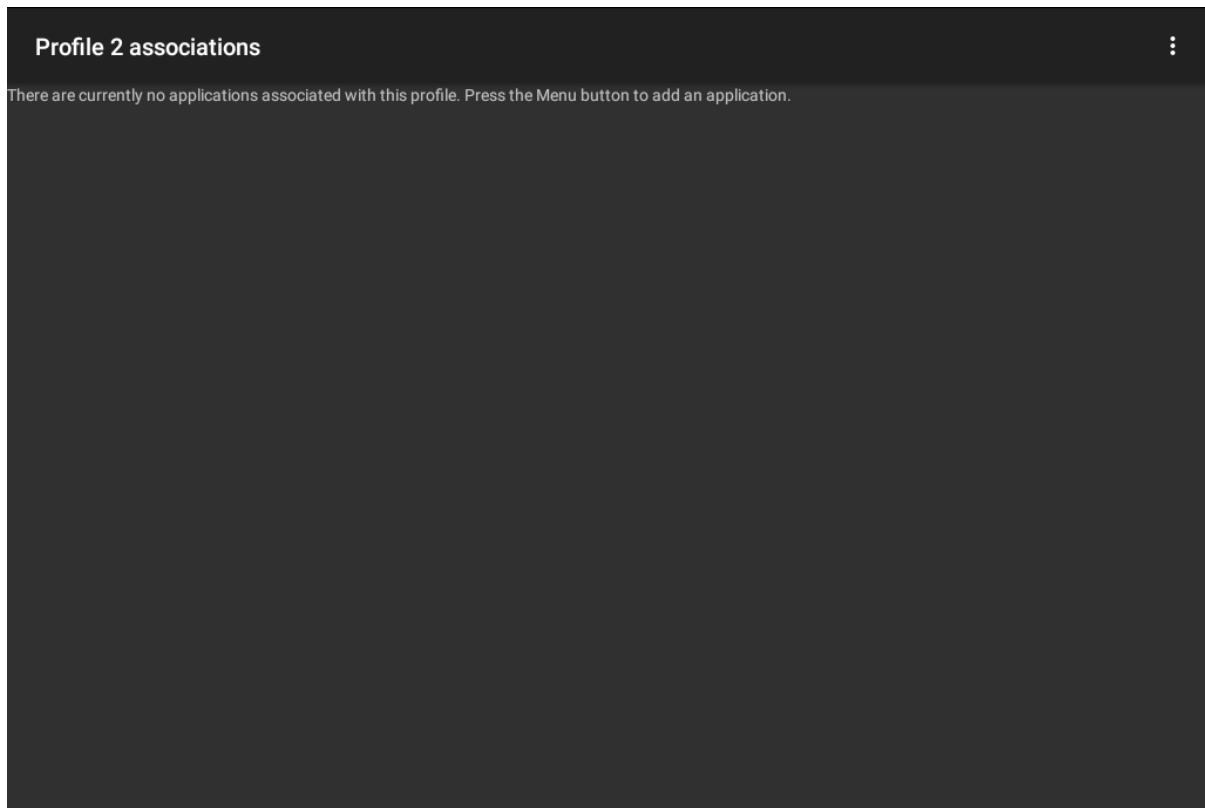 Profile 2 associations
There are currently no applications associated with this profile. Press the Menu button to add an application.